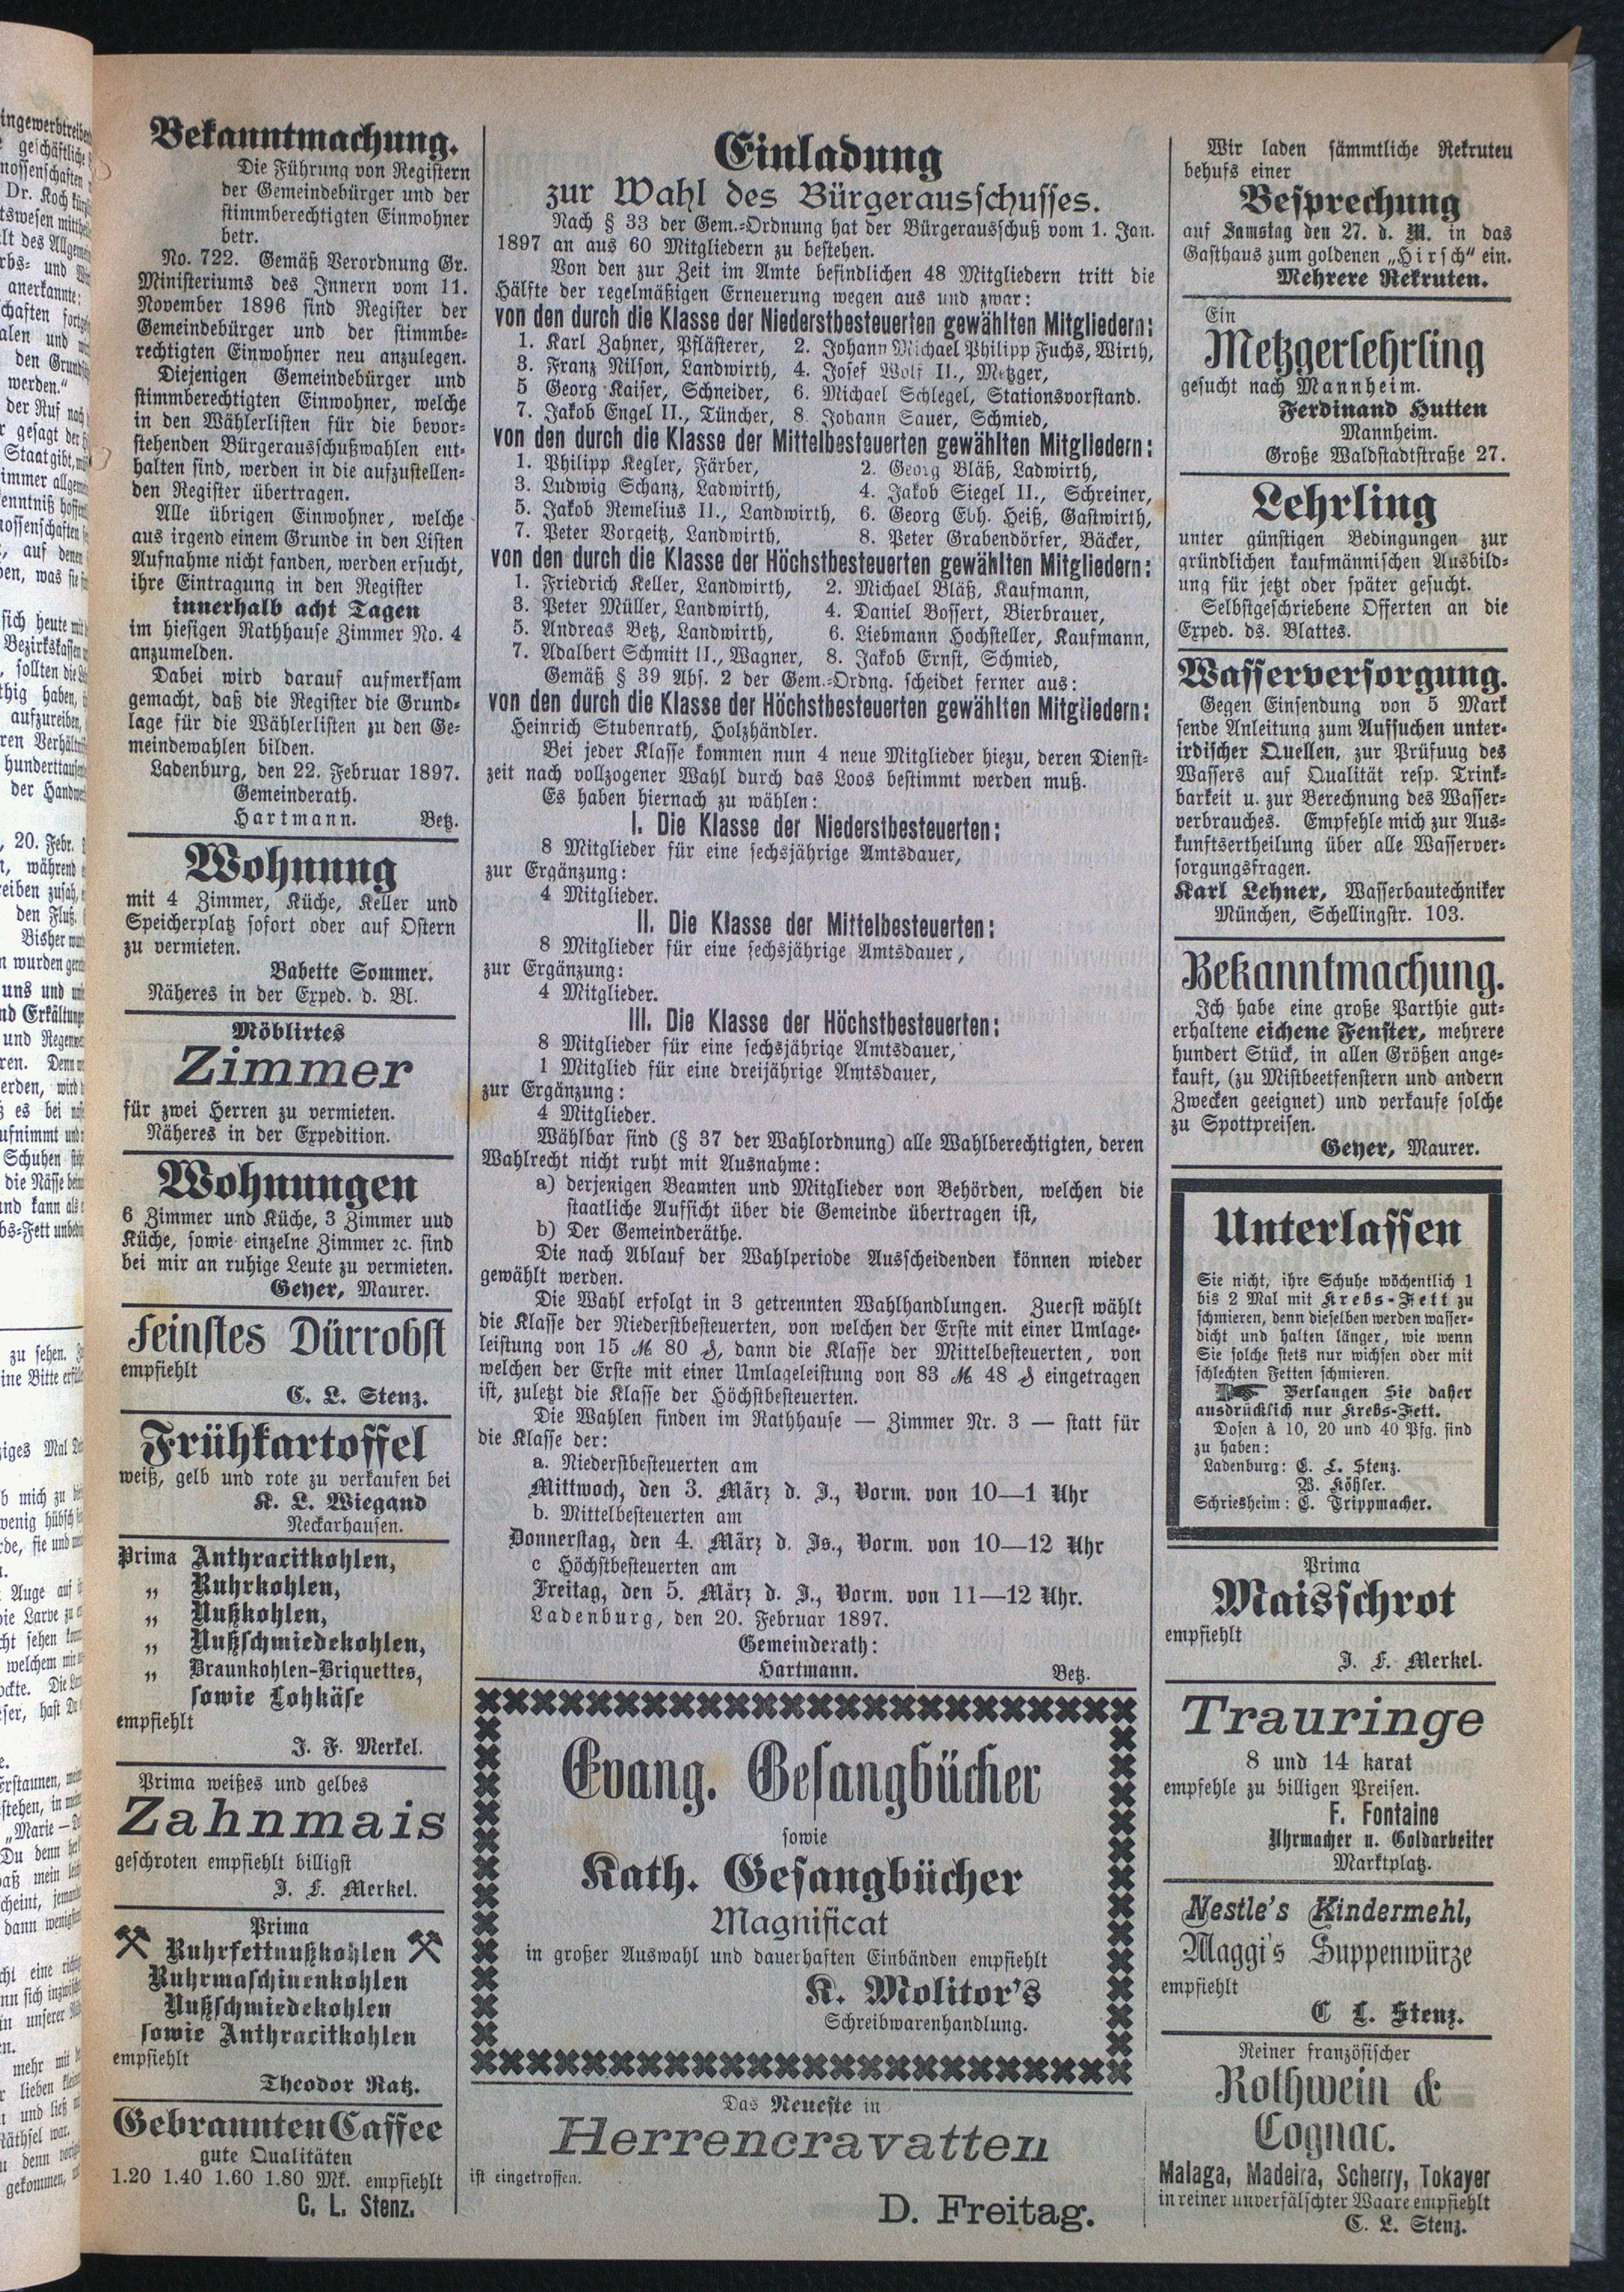 Bekanntmachung.
Die Führung von Registern
der Gemeindebürger und der
stimmberechtigten Einwohner
betr.
No. 722. Gemäß Verordnung Gr.
Ministeriums des Innern vom 11.
November 1896 sind Register der
Gemeindebürger und der stimmbe-
rechtigten Einwohner neu anzulegen.
Diejenigen Gemeindebürger und
stimmberechtigten Einwohner, welche
in den Wählerlisten für die bevor-
stehenden Bürgerausschußwahlen ent-
halten sind, werden in die aufzustellen-
den Register übertragen.
Alle übrigen Einwohner, welche
aus irgend einem Grunde in den Listen
Aufnahme nicht fanden, werden ersucht,
ihre Eintragung in den Register
innerhalb acht Tagen
im hiesigen Rathhause Zimmer No. 4
anzumelden.
Dabei wird darauf aufmerksam
gemacht, daß die Register die Grund-
lage für die Wählerlisten zu den Ge-
meindewahlen bilden.
Ladenburg, den 22. Februar 1897.
Gemeinderath.
Hartmann. Betz.
Wohnung
mit 4 Zimmer, Küche, Keller und
Speicherplatz sofort oder auf Ostern
zu vermieten.
Babette Sommer.
Näheres in der Exped. d. Bl.
Möblirtes
Zimmer
für zwei Herren zu vermieten.
Näheres in der Expedition.
Wohnungen
6 Zimmer und Küche, 3 Zimmer uud
Küche, sowie einzelne Zimmer ꝛc. sind
bei mir an ruhige Leute zu vermieten.
Geyer, Maurer.
Feinstes Dürrobst
empfiehlt
C. L. Stenz.
Frühkartoffel
weiß, gelb und rote zu verkaufen bei
K. L. Wiegand
Neckarhausen.
Prima Anthracitkohlen,
„ Ruhrkohlen,
„ Nußkohlen,
„ Nußschmiedekohlen,
„ Braunkohlen-Briquettes,
sowie Lohkäse
empfiehlt
J. F. Merkel.
Prima weißes und gelbes
Zahnmais
geschroten empfiehlt billigst
J. F. Merkel.
Prima
Ruhrfettnußkohlen
Ruhrmaschinenkohlen
Nußschmiedekohlen
sowie Anthracitkohlen
empfiehlt
Theodor Ratz.
Gebrannten Caffee
gute Qualitäten
1.20 1.40 1.60 1.80 Mk. empfiehlt
C. L. Stenz.
Einladung
zur Wahl des Bürgerausschusses.
Nach § 33 der Gem.-Ordnung hat der Bürgerausschuß vom 1. Jan.
1897 an aus 60 Mitgliedern zu bestehen.
Von den zur Zeit im Amte befindlichen 48 Mitgliedern tritt die
Hälfte der regelmäßigen Erneuerung wegen aus und zwar:
von den durch die Klasse der Niederstbesteuerten gewählten Mitgliedern:
1. Karl Zahner, Pflästerer, 2. Johann Michael Philipp Fuchs, Wirth,
3. Franz Nilson, Landwirth, 4. Josef Wolf II., Metzger,
5 Georg Kaiser, Schneider, 6. Michael Schlegel, Stationsvorstand.
7. Jakob Engel II., Tüncher, 8. Johann Sauer, Schmied,
von den durch die Klasse der Mittelbesteuerten gewählten Mitgliedern:
1. Philipp Kegler, Färber, 2. Georg Bläß, Ladwirth,
3. Ludwig Schanz, Ladwirth, 4. Jakob Siegel II., Schreiner,
5. Jakob Remelius II., Landwirth, 6. Georg Ebh. Heiß, Gastwirth,
7. Peter Vorgeitz, Landwirth, 8. Peter Grabendörfer, Bäcker,
von den durch die Klasse der Höchstbesteuerten gewählten Mitgliedern:
1. Friedrich Keller, Landwirth, 2. Michael Bläß, Kaufmann,
3. Peter Müller, Landwirth, 4. Daniel Bossert, Bierbrauer,
5. Andreas Betz, Landwirth, 6. Liebmann Hochsteller, Kaufmann,
7. Adalbert Schmitt II., Wagner, 8. Jakob Ernst, Schmied,
Gemäß § 39 Abs. 2 der Gem.-Ordng. scheidet ferner aus:
von den durch die Klasse der Höchstbesteuerten gewählten Mitgliedern:
Heinrich Stubenrath, Holzhändler.
Bei jeder Klasse kommen nun 4 neue Mitglieder hiezu, deren Dienst-
zeit nach vollzogener Wahl durch das Loos bestimmt werden muß.
Es haben hiernach zu wählen:
I. Die Klasse der Niederstbesteuerten:
8 Mitglieder für eine sechsjährige Amtsdauer,
zur Ergänzung:
4 Mitglieder.
II. Die Klasse der Mittelbesteuerten:
8 Mitglieder für eine sechsjährige Amtsdauer,
zur Ergänzung:
4 Mitglieder.
III. Die Klasse der Höchstbesteuerten:
8 Mitglieder für eine sechsjährige Amtsdauer,
1 Mitglied für eine dreijährige Amtsdauer,
zur Ergänzung:
4 Mitglieder.
Wählbar sind (§ 37 der Wahlordnung) alle Wahlberechtigten, deren
Wahlrecht nicht ruht mit Ausnahme:
a) derjenigen Beamten und Mitglieder von Behörden, welchen die
staatliche Aufsicht über die Gemeinde übertragen ist,
b) Der Gemeinderäthe.
Die nach Ablauf der Wahlperiode Ausscheidenden können wieder
gewählt werden.
Die Wahl erfolgt in 3 getrennten Wahlhandlungen. Zuerst wählt
die Klasse der Niederstbesteuerten, von welchen der Erste mit einer Umlage-
leistung von 15 ℳ 80 ₰, dann die Klasse der Mittelbesteuerten, von
welchen der Erste mit einer Umlageleistung von 83 ℳ 48 ₰ eingetragen
ist, zuletzt die Klasse der Höchstbesteuerten.
Die Wahlen finden im Rathhause — Zimmer Nr. 3 — statt für
die Klasse der:
a. Niederstbesteuerten am
Mittwoch, den 3. März d. J., Vorm. von 10—1 Uhr
b. Mittelbesteuerten am
Donnerstag, den 4. März d. Js., Vorm. von 10—12 Uhr
c Höchstbesteuerten am
Freitag, den 5. März d. J., Vorm. von 11—12 Uhr.
Ladenburg, den 20. Februar 1897.
Gemeinderath:
Hartmann. Betz.
Evang. Gesangbücher
sowie
Kath. Gesangbücher
Magnificat
in großer Auswahl und dauerhaften Einbänden empfiehlt
K. Molitor's
Schreibwarenhandlung.
Das Neueste in
Herrencravatten
ist eingetroffen.
D. Freitag.
Wir laden sämmtliche Rekruten
behufs einer
Besprechung
auf Samstag den 27. d. M. in das
Gasthaus zum goldenen „Hirsch“ ein.
Mehrere Rekruten.
Ein
Metzgerlehrling
gesucht nach Mannheim.
Ferdinand Hutten
Mannheim.
Große Waldstadtstraße 27.
Lehrling
unter günstigen Bedingungen zur
gründlichen kaufmännischen Ausbild-
ung für jetzt oder später gesucht.
Selbstgeschriebene Offerten an die
Exped. ds. Blattes.
Wasserversorgung.
Gegen Einsendung von 5 Mark
sende Anleitung zum Aufsuchen unter-
irdischer Quellen, zur Prüfuug des
Wassers auf Qualität resp. Trink-
barkeit u. zur Berechnung des Wasser-
verbrauches. Empfehle mich zur Aus-
kunftsertheilung über alle Wasserver-
sorgungsfragen.
Karl Lehner, Wasserbautechniker
München, Schellingstr. 103.
Bekanntmachung.
Ich habe eine große Parthie gut-
erhaltene eichene Fenster, mehrere
hundert Stück, in allen Größen ange-
kauft, (zu Mistbeetfenstern und andern
Zwecken geeignet) und verkaufe solche
zu Spottpreisen.
Geyer, Maurer.
Unterlassen
Sie nicht, ihre Schuhe wöchentlich 1
bis 2 Mal mit Krebs-Fett zu
schmieren, denn dieselben werden wasser-
dicht und halten länger, wie wenn
Sie solche stets nur wichsen oder mit
schlechten Fetten schmieren.
Verlangen Sie daher
ausdrücklich nur Krebs-Fett.
Dosen à 10, 20 und 40 Pfg. sind
zu haben:
Ladenburg: C. L. Stenz.
W. Köhler.
Schriesheim: C. Trippmacher.
Prima
Maisschrot
empfiehlt
J. F. Merkel.
Trauringe
8 und 14 karat
empfehle zu billigen Preisen.
F. Fontaine
Uhrmacher u. Goldarbeiter
Marktplatz.
Nestle's Kindermehl,
Maggi's Suppenwürze
empfiehlt
C L. Stenz.
Reiner französischer
Rothwein &
Cognac.
Malaga, Madeira, Scherry, Tokayer
in reiner unverfälschter Waare empfiehlt
C. L. Stenz.